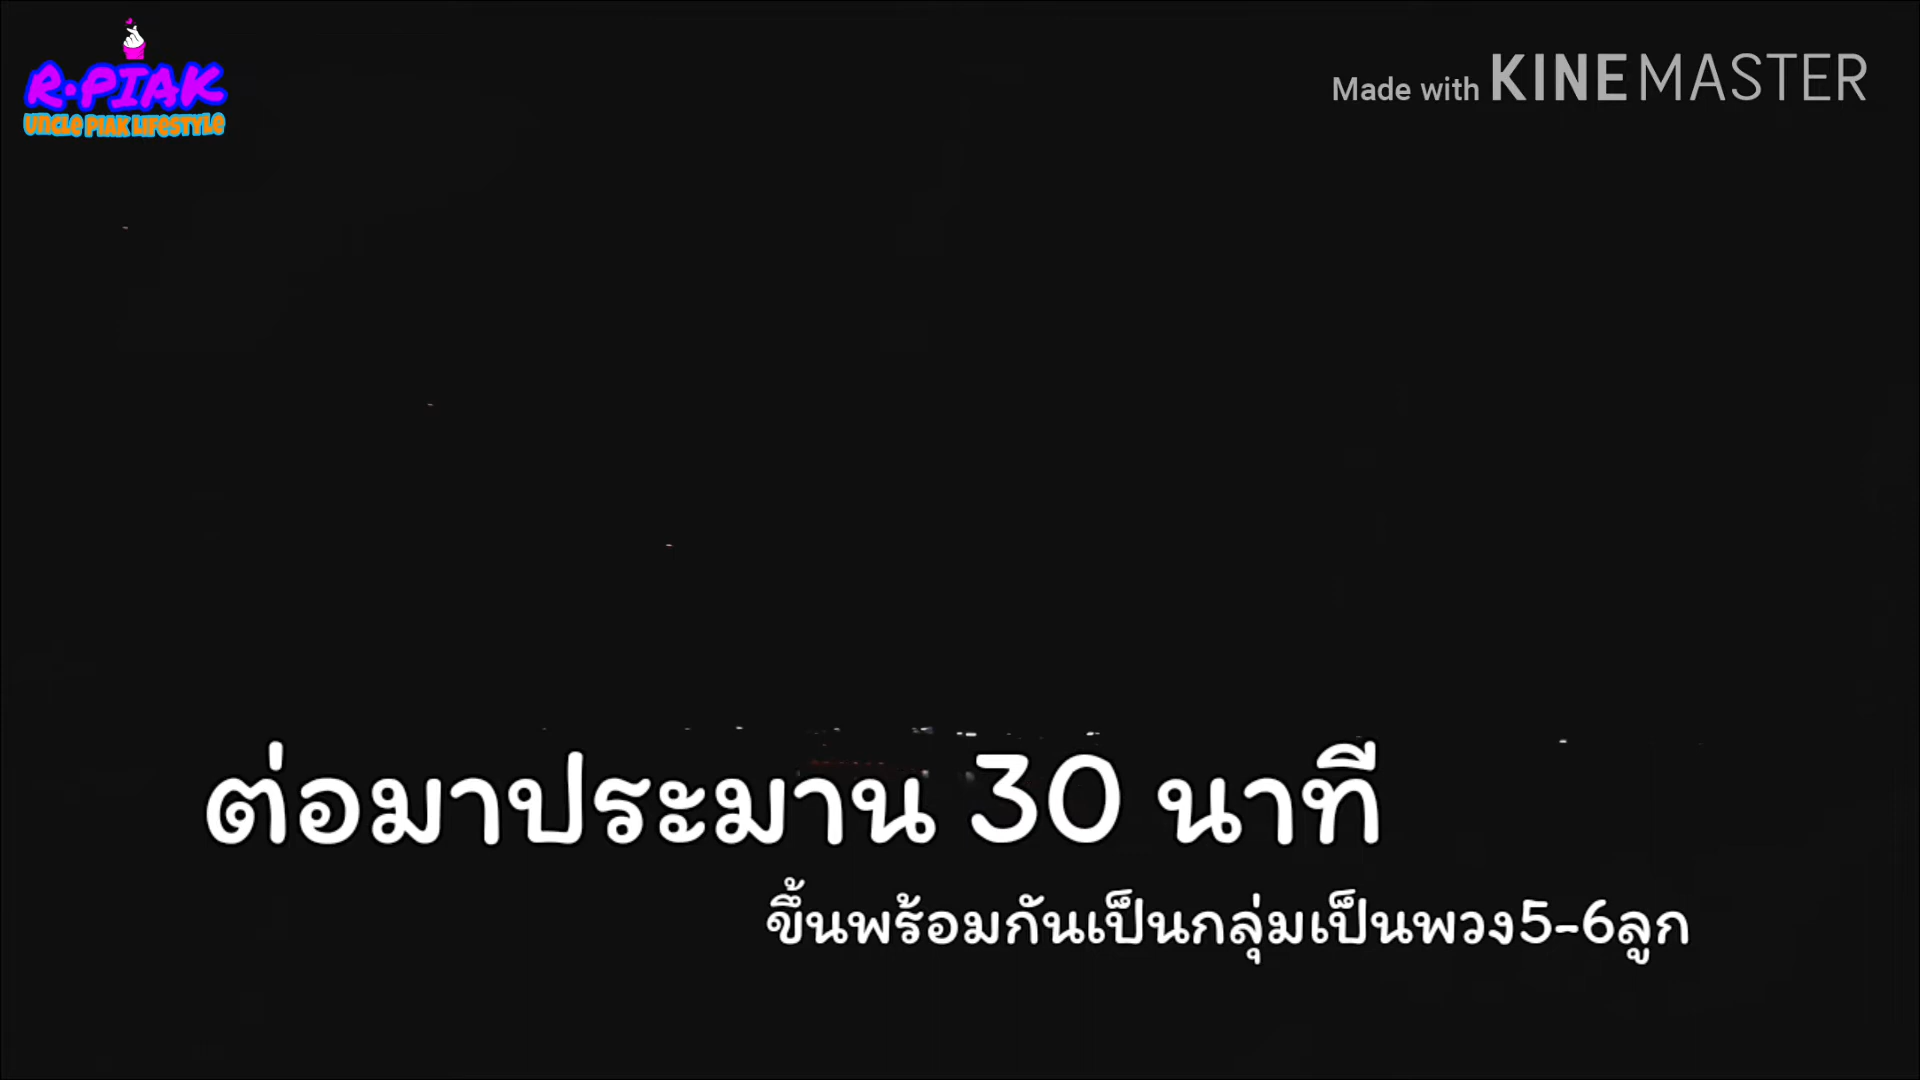 R•PIAK
UNCLE PIAK LIFESTYLE
Made with KINEMASTER
ต่อมาประมาน 30 นาที
ขึ้นพร้อมกันเป็นกลุ่มเป็นพวง5-6ลูก